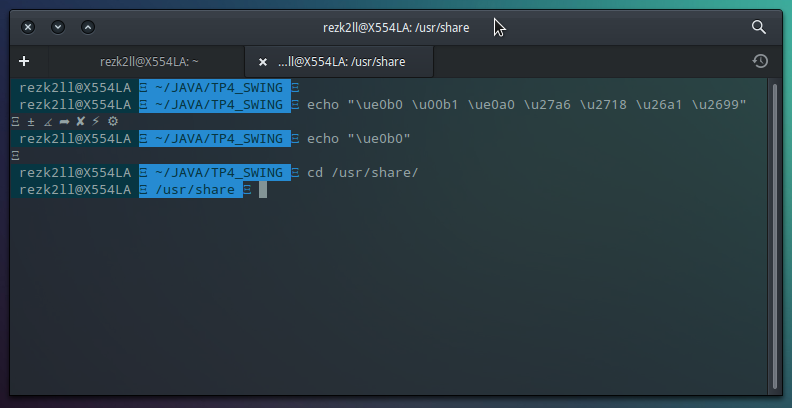 rezk2ll@X554LA: /usr/share
rezk2ll@X554LA: ~
...ll@X554LA: /usr/share
rezk2ll@X554LA Ξ ~/JAVA/TP4_SWING Ξ
rezk2ll@X554LA Ξ ~/JAVA/TP4_SWING Ξ echo "\ue0b0 \u00b1 \ue0a0 \u27a6 \u2718 \u26a1 \u2699"
Ξ ± ⦨ ➦ ✘ ⚡ ⚙
rezk2ll@X554LA Ξ ~/JAVA/TP4_SWING Ξ echo "\ue0b0"
Ξ
rezk2ll@X554LA Ξ ~/JAVA/TP4_SWING Ξ cd /usr/share/
rezk2ll@X554LA Ξ /usr/share Ξ